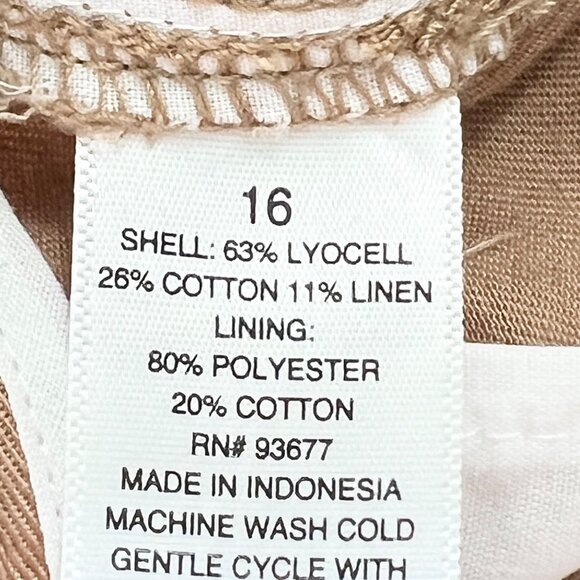 16
SHELL: 63% LYOCELL
26% COTTON 11% LINEN
LINING:
80% POLYESTER
20% COTTON
RN# 93677
MADE IN INDONESIA
MACHINE WASH COLD
GENTLE CYCLE WITH